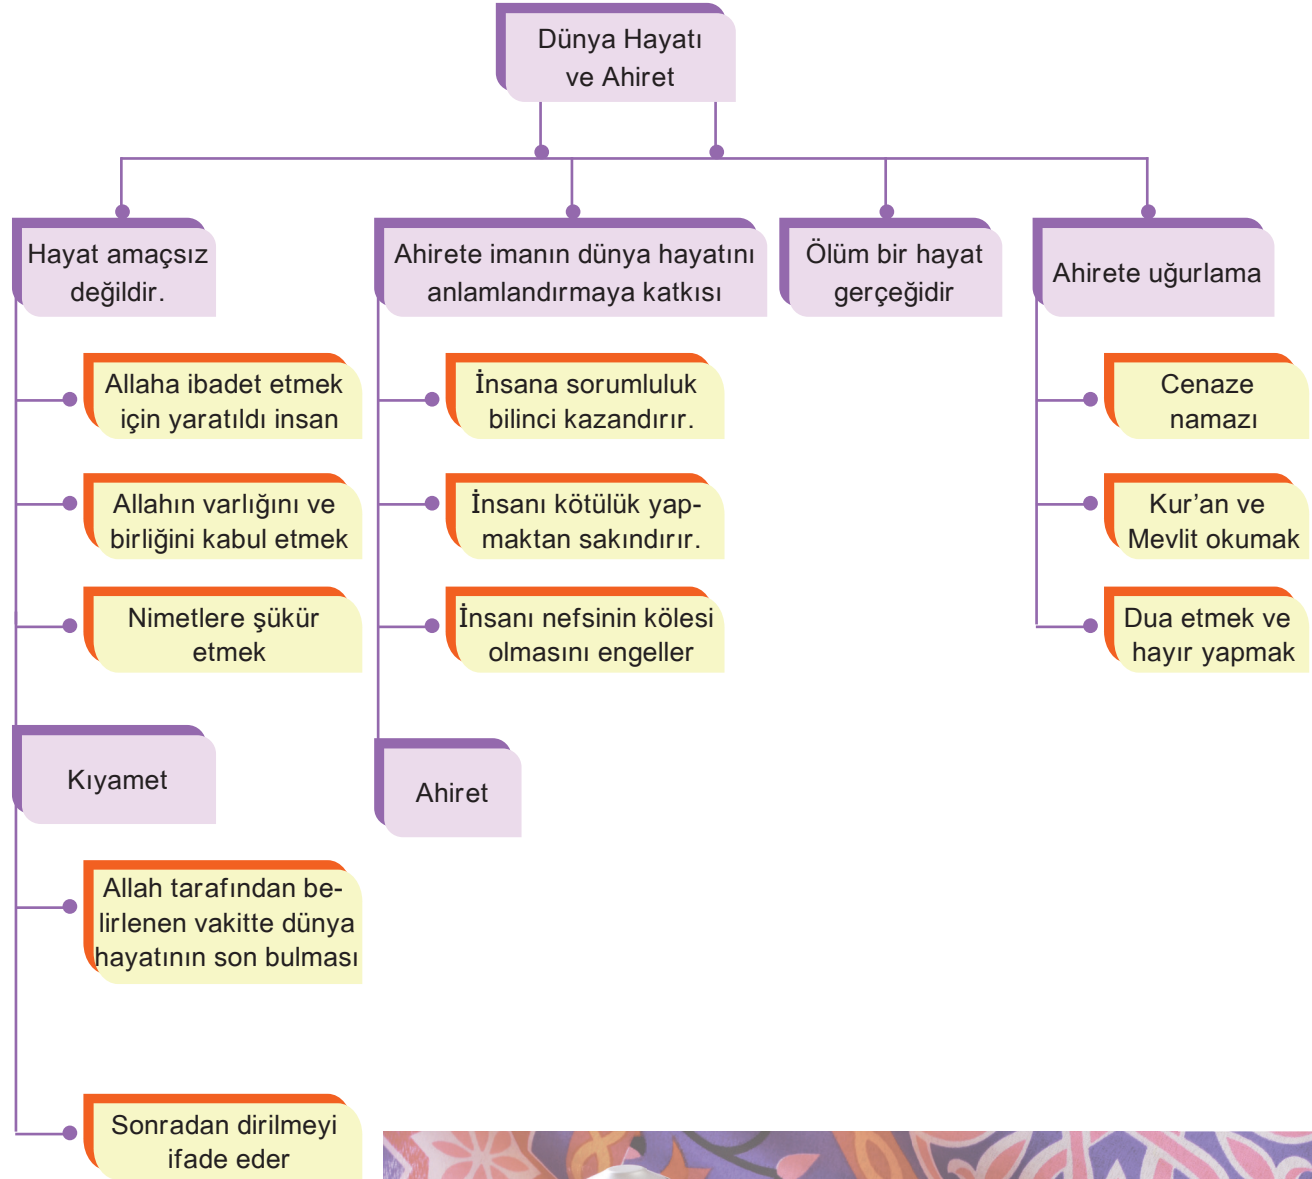 Dünya Hayatı
ve Ahiret
Hayat amaçsız
değildir.
Allaha ibadet etmek
için yaratıldı insan
Allahın varlığını ve
birliğini kabul etmek
Nimetlere şükür
etmek
Kıyamet
Allah tarafından be-
lirlenen vakitte dünya
hayatının son bulması
Sonradan dirilmeyi
ifade eder
Ahirete imanın dünya hayatını
anlamlandırmaya katkısı
İnsana sorumluluk
bilinci kazandırır.
İnsanı kötülük yap-
maktan sakındırır.
İnsanı nefsinin kölesi
olmasını engeller
Ahiret
Ölüm bir hayat
gerçeğidir
Ahirete uğurlama
Cenaze
namazı
Kur’an ve
Mevlit okumak
Dua etmek ve
hayır yapmak